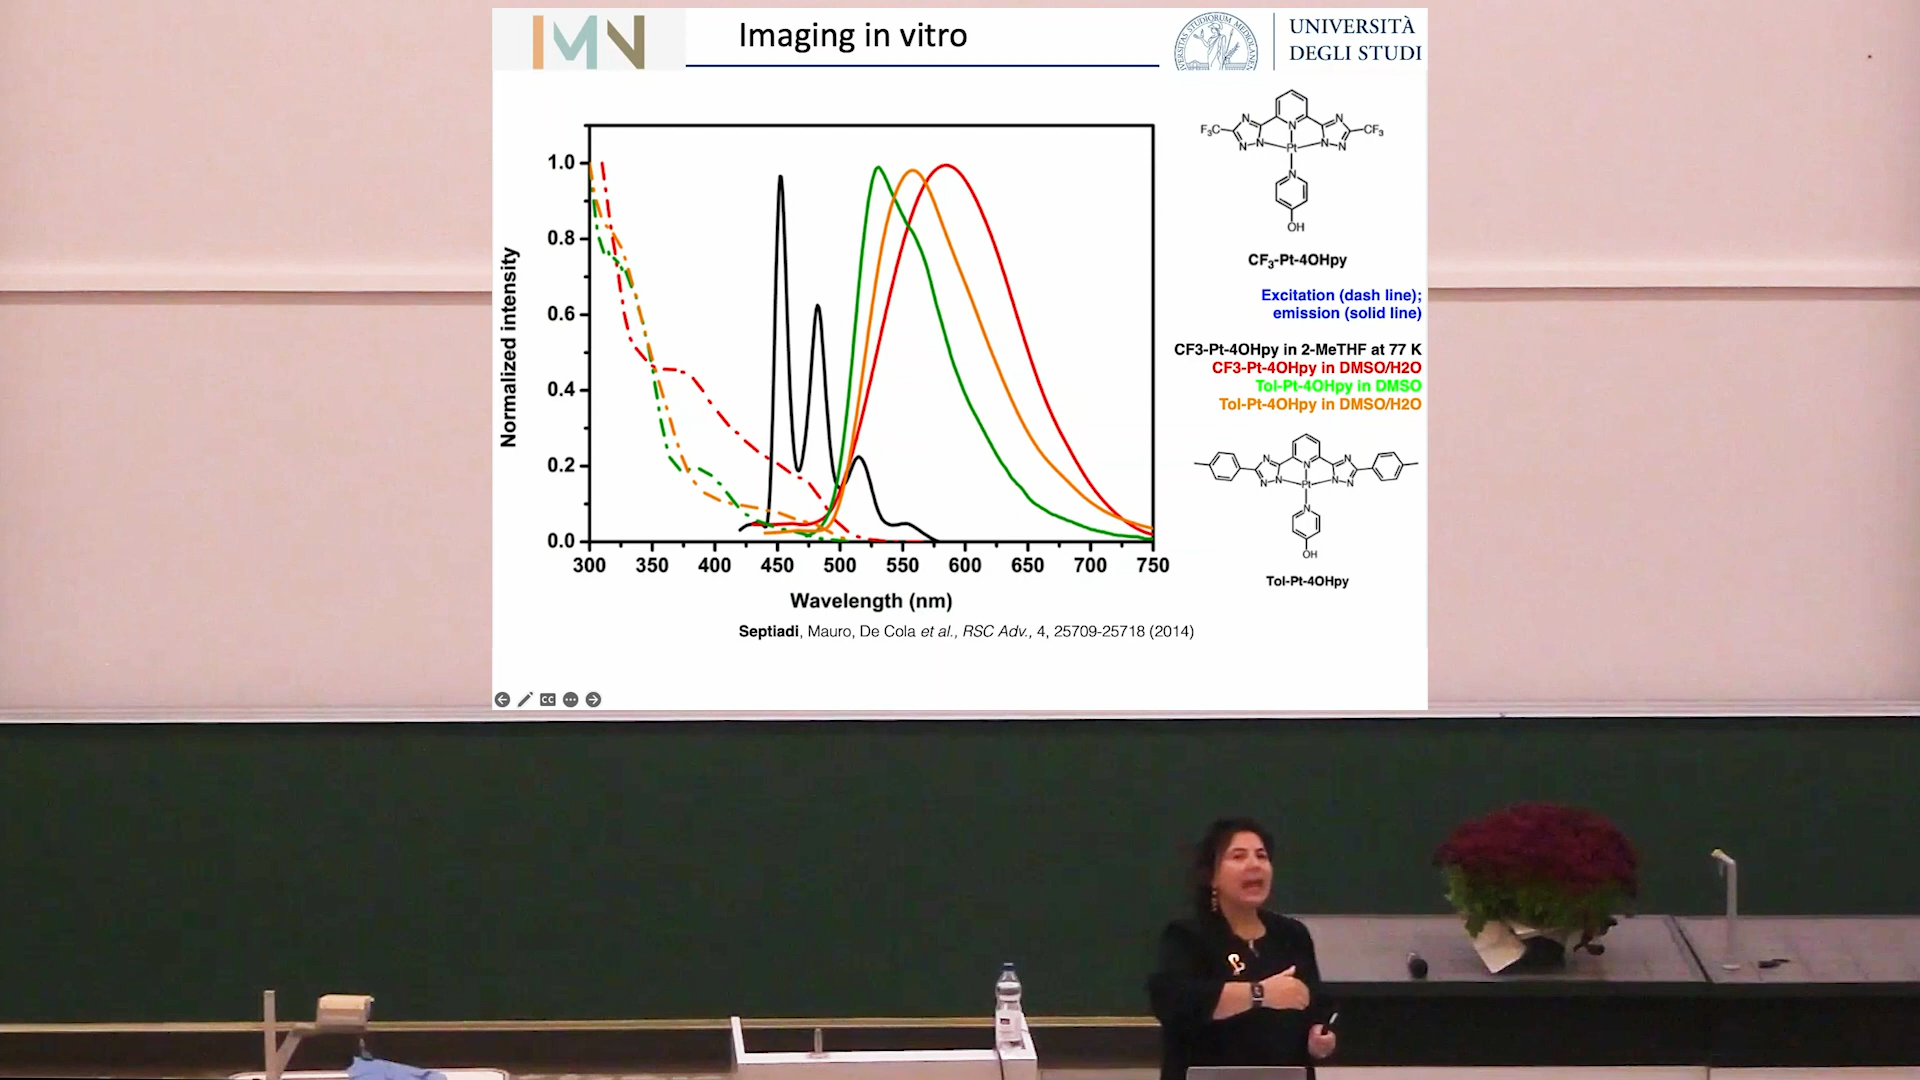 IMN
Imaging in vitro
UNIVERSITÀ
DEGLI STUDI
Normalized intensity
1.0
0.8
0.6
0.4
0.2
0.0
300 350 400 450 500 550 600 650 700 750
Wavelength (nm)
F₃C
N
N
N
N
N
N
N
CF₃
Pt
N
OH
CF₃-Pt-4OHpy
Excitation (dash line);
emission (solid line)
CF3-Pt-4OHpy in 2-MeTHF at 77 K
CF3-Pt-4OHpy in DMSO/H2O
Tol-Pt-4OHpy in DMSO
Tol-Pt-4OHpy in DMSO/H2O
N
N
N
N
N
N
N
Pt
N
OH
Tol-Pt-4OHpy
Septiadi, Mauro, De Cola et al., RSC Adv., 4, 25709-25718 (2014)
CC